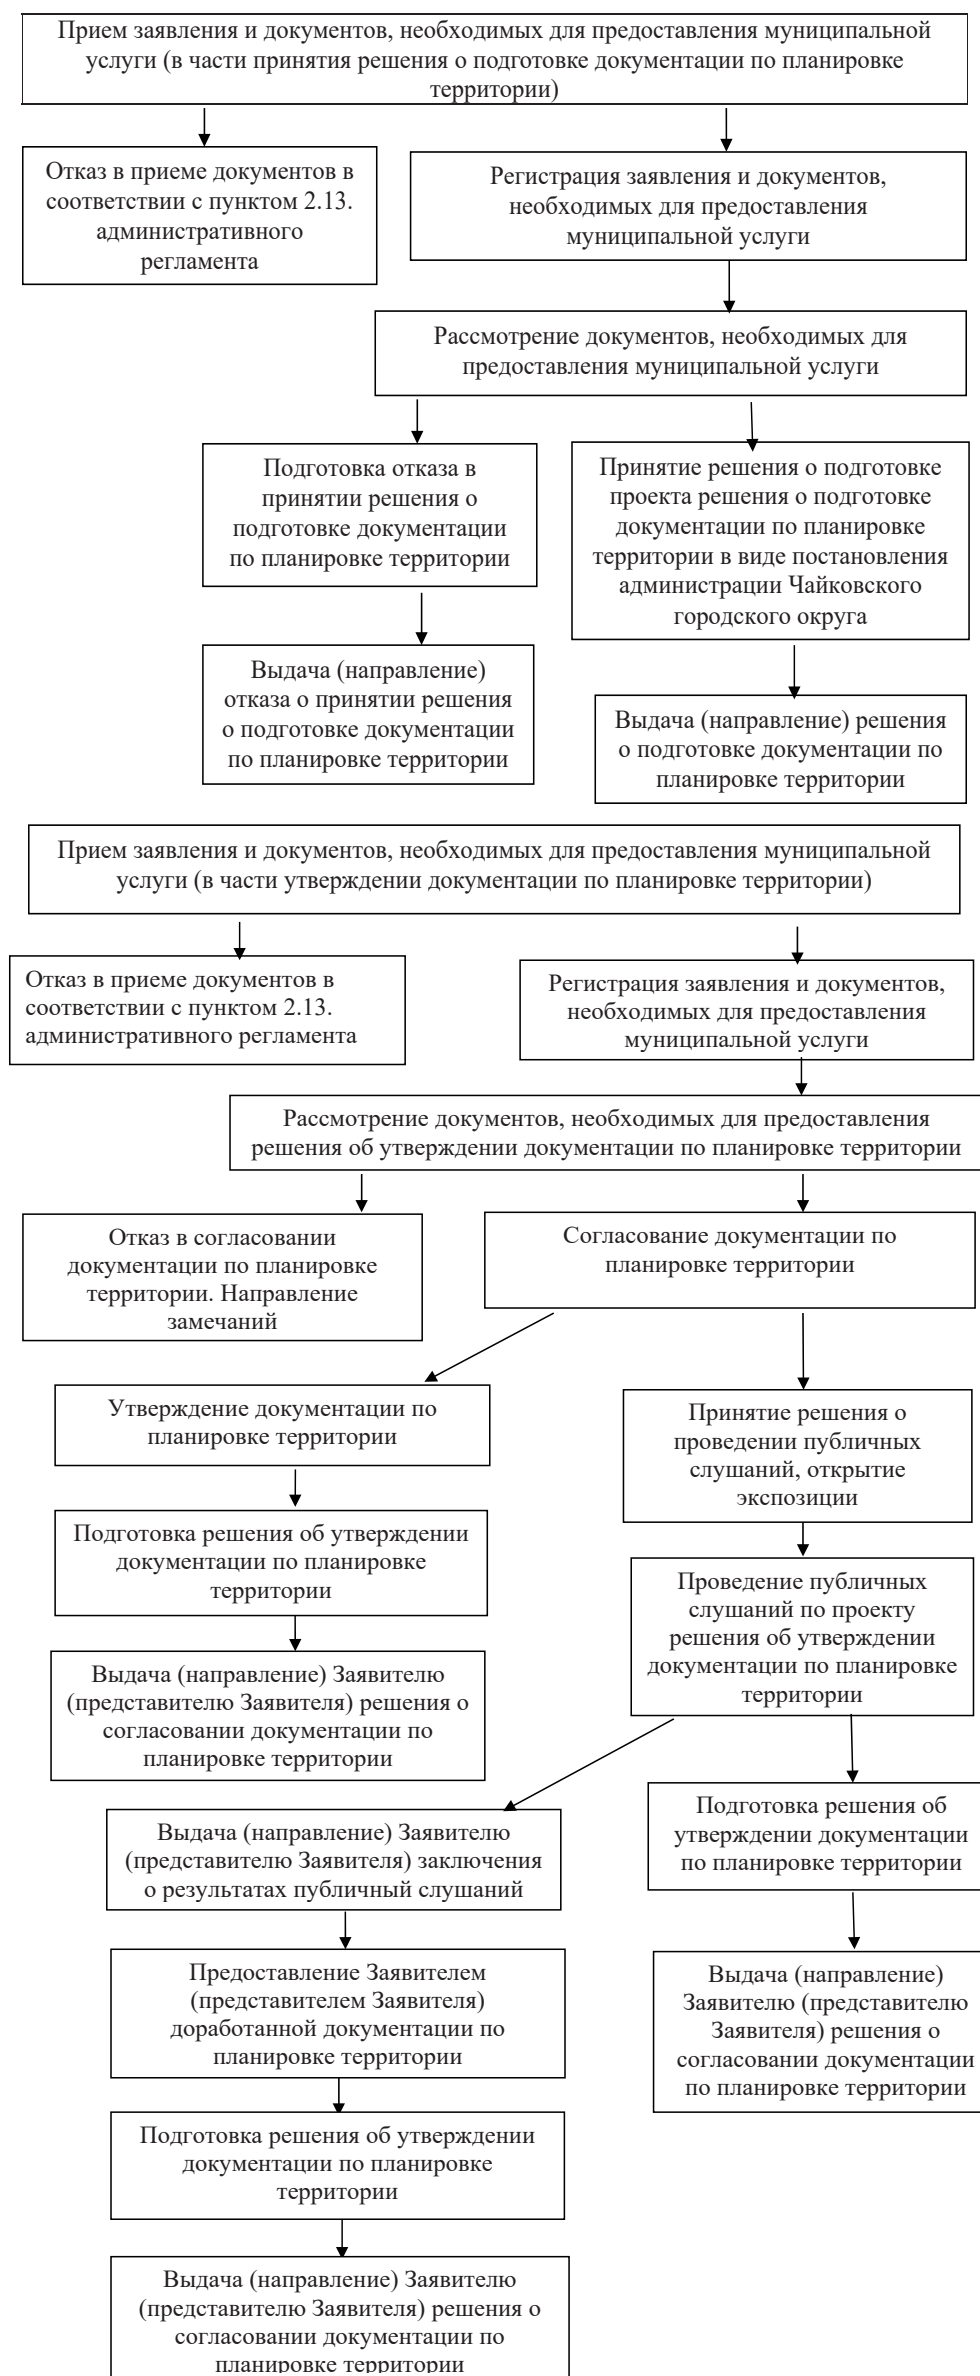 Прием заявления и документов, необходимых для предоставления муниципальной
услуги (в части принятия решения о подготовке документации по планировке
территории)
Отказ в приеме документов в
соответствии с пунктом 2.13.
административного
регламента
Регистрация заявления и документов,
необходимых для предоставления
муниципальной услуги
Рассмотрение документов, необходимых для
предоставления муниципальной услуги
Подготовка отказа в
принятии решения о
подготовке документации
по планировке территории
Принятие решения о подготовке
проекта решения о подготовке
документации по планировке
территории в виде постановления
администрации Чайковского
городского округа
Выдача (направление)
отказа о принятии решения
о подготовке документации
по планировке территории
Выдача (направление) решения
о подготовке документации по
планировке территории
Прием заявления и документов, необходимых для предоставления муниципальной
услуги (в части утверждении документации по планировке территории)
Отказ в приеме документов в
соответствии с пунктом 2.13.
административного регламента
Регистрация заявления и документов,
необходимых для предоставления
муниципальной услуги
Рассмотрение документов, необходимых для предоставления
решения об утверждении документации по планировке территории
Отказ в согласовании
документации по планировке
территории. Направление
замечаний
Согласование документации по
планировке территории
Утверждение документации по
планировке территории
Принятие решения о
проведении публичных
слушаний, открытие
экспозиции
Подготовка решения об утверждении
документации по планировке
территории
Проведение публичных
слушаний по проекту
решения об утверждении
документации по планировке
территории
Выдача (направление) Заявителю
(представителю Заявителя) решения о
согласовании документации по
планировке территории
Подготовка решения об
утверждении документации
по планировке территории
Выдача (направление) Заявителю
(представителю Заявителя) заключения
о результатах публичный слушаний
Предоставление Заявителем
(представителем Заявителя)
доработанной документации по
планировке территории
Выдача (направление)
Заявителю (представителю
Заявителя) решения о
согласовании документации
по планировке территории
Подготовка решения об утверждении
документации по планировке
территории
Выдача (направление) Заявителю
(представителю Заявителя) решения о
согласовании документации по
планировке территории